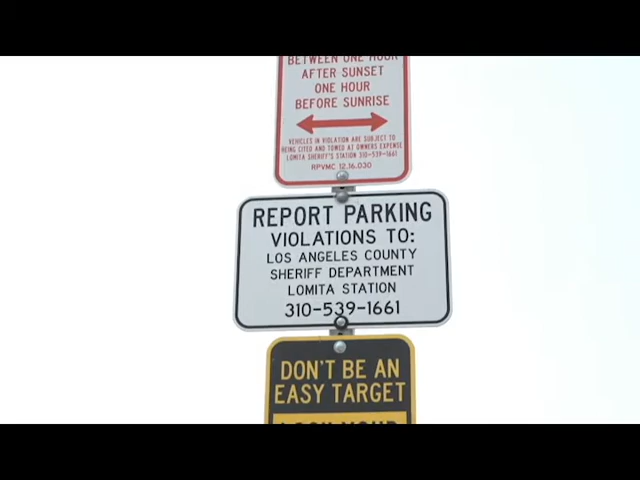 BETWEEN ONE HOUR
AFTER SUNSET
ONE HOUR
BEFORE SUNRISE
VEHICLES IN VIOLATION ARE SUBJECT TO
BEING CITED AND TOWED AT OWNERS EXPENSE
LOMITA SHERIFF'S STATION 310-539-1661
RPVMC 12.16.030
REPORT PARKING
VIOLATIONS TO:
LOS ANGELES COUNTY
SHERIFF DEPARTMENT
LOMITA STATION
310-539-1661
DON'T BE AN
EASY TARGET
LOCK YOUR